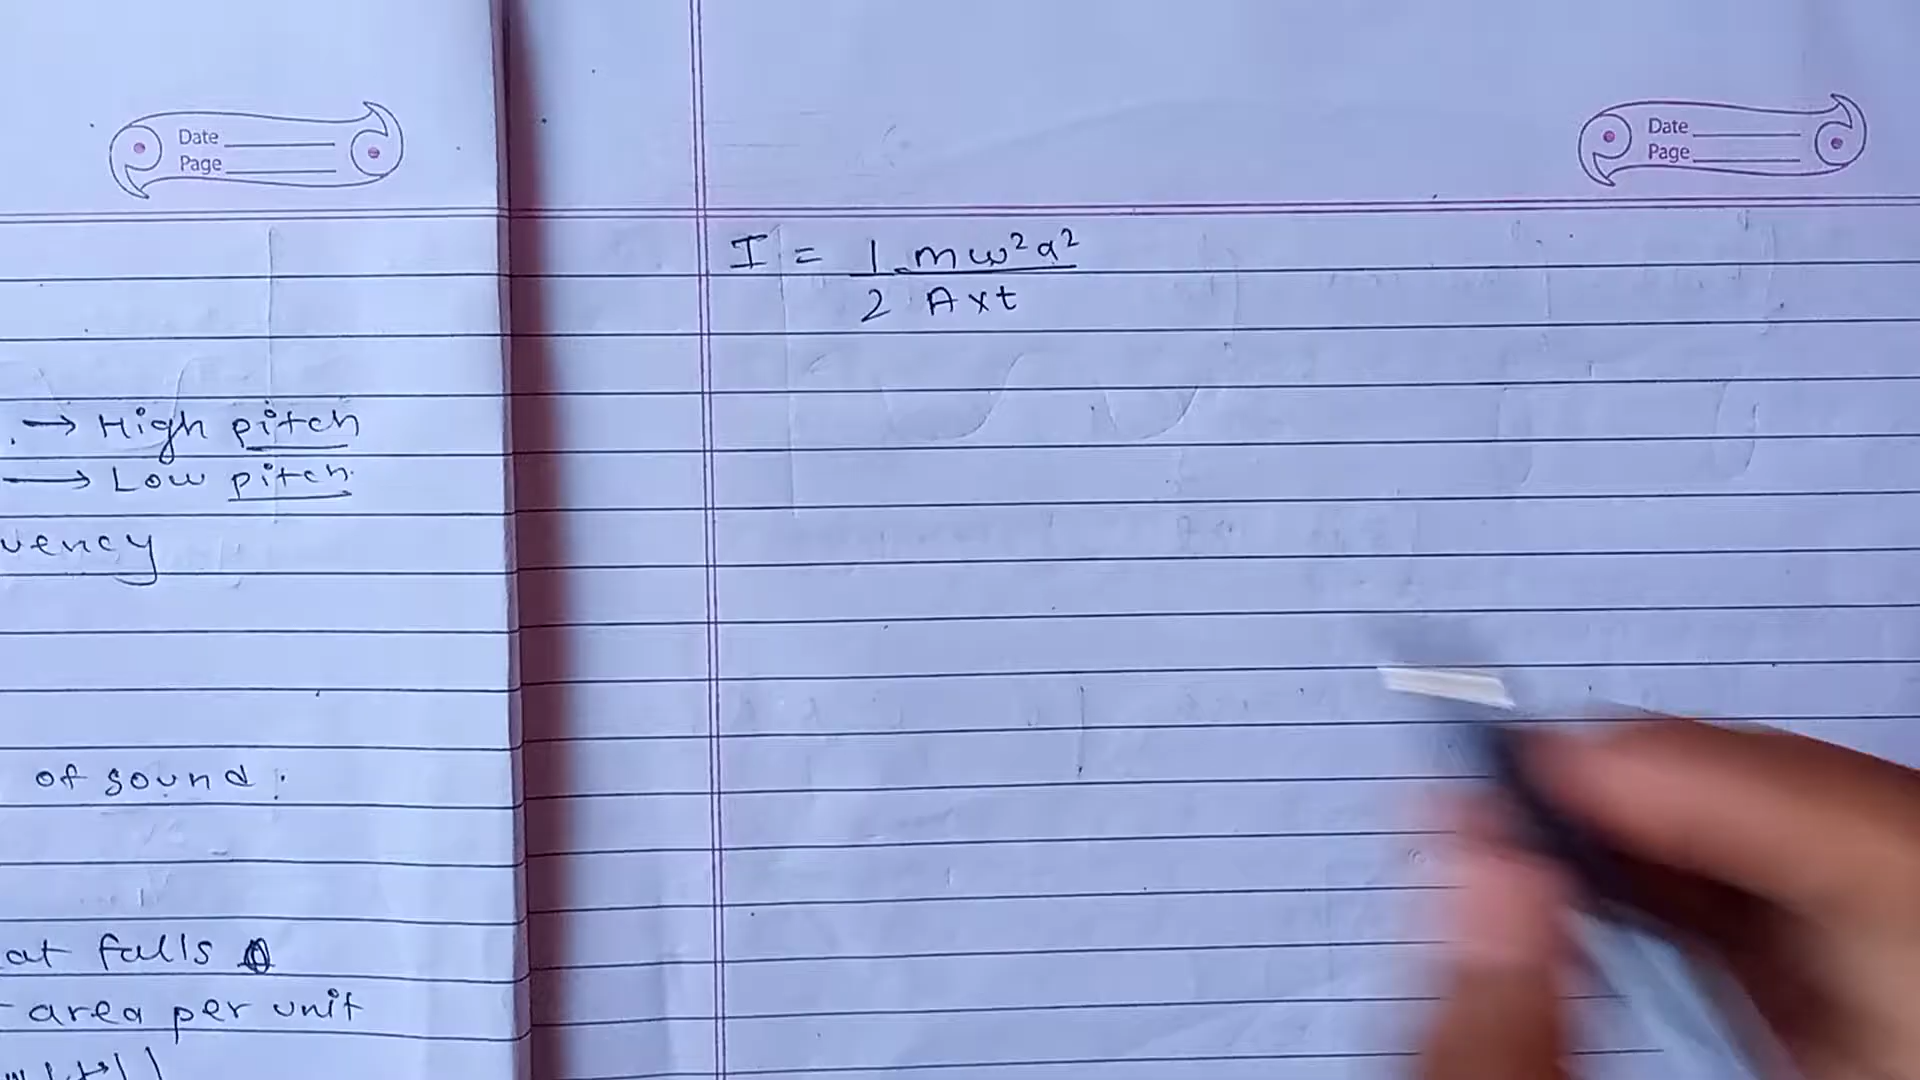 Date
Page
. → High pitch
→ Low pitch
uency
of sound.
at falls
area per unit
Date
Page
I = 1 mω²a²
2 A×t